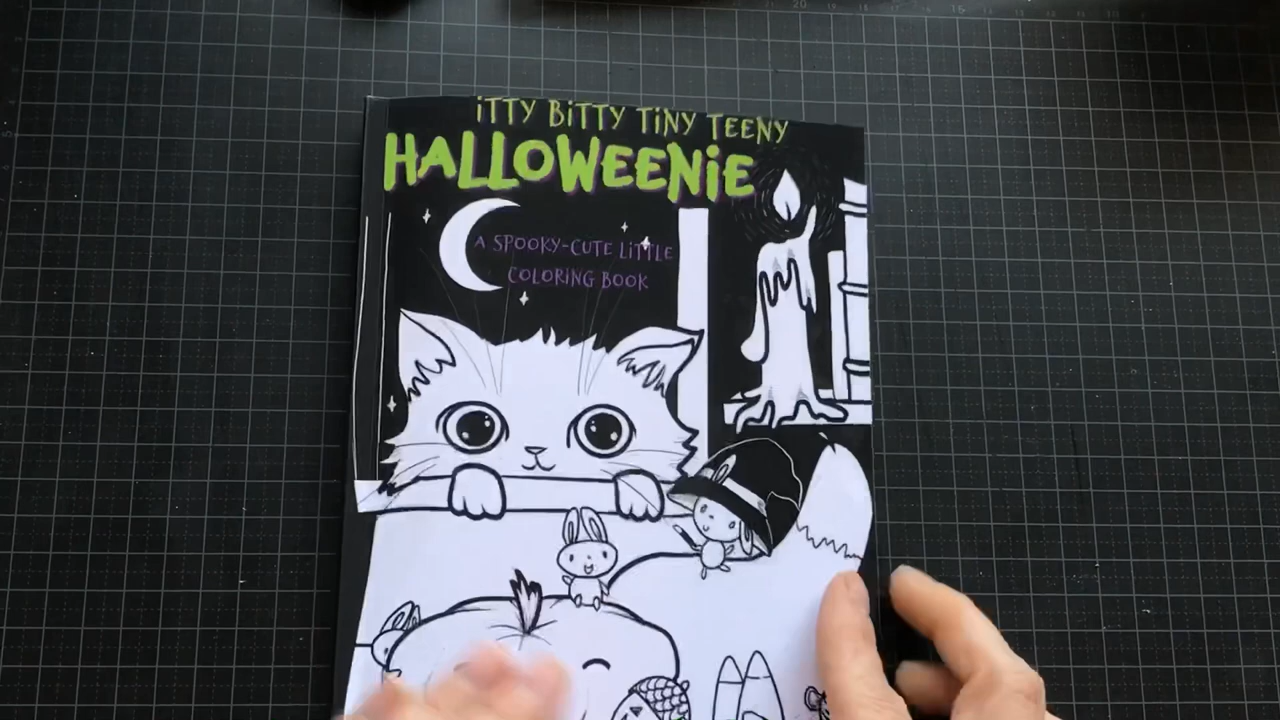 iTTY BiTTY TiNY TEENY
HALLOWEENiE
A SPOOKY-CUTE LiTTLE
COLORiNG BOOK